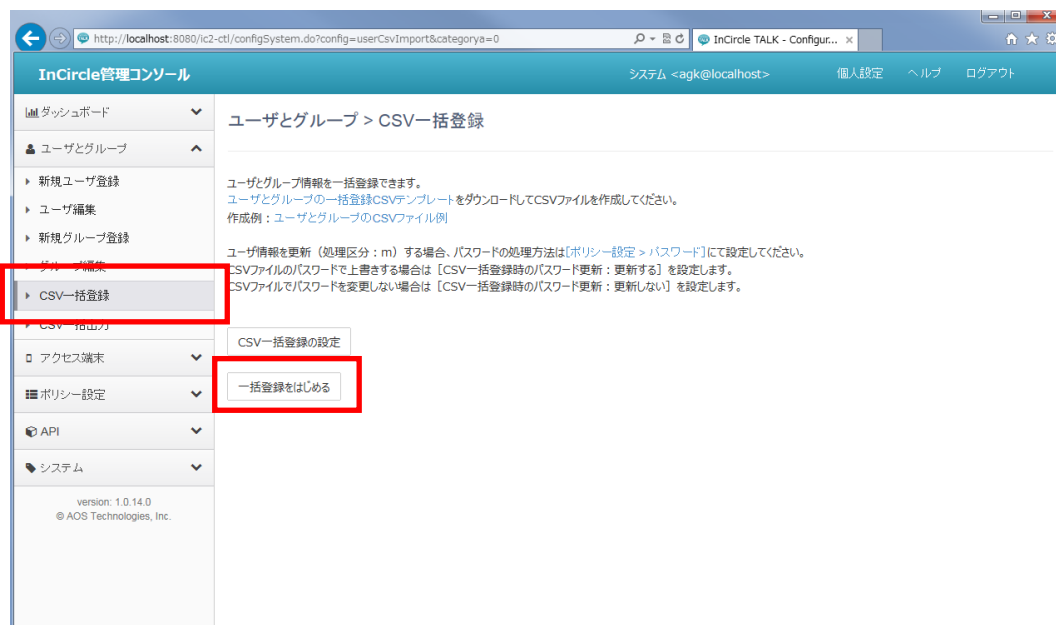 http://localhost:8080/ic2-ctl/configSystem.do?config=userCsvImport&categorya=0
InCircle TALK - Configur...
InCircle管理コンソール
システム <agk@localhost>
個人設定
ヘルプ
ログアウト
ダッシュボード
ユーザとグループ
新規ユーザ登録
ユーザ編集
新規グループ登録
グループ編集
CSV一括登録
CSV一括出力
アクセス端末
ポリシー設定
API
システム
version: 1.0.14.0
© AOS Technologies, Inc.
ユーザとグループ > CSV一括登録
ユーザとグループ情報を一括登録できます。
ユーザとグループの一括登録CSVテンプレートをダウンロードしてCSVファイルを作成してください。
作成例：ユーザとグループのCSVファイル例
ユーザ情報を更新（処理区分：m）する場合、パスワードの処理方法は[ポリシー設定 > パスワード]にて設定してください。
CSVファイルのパスワードで上書きする場合は［CSV一括登録時のパスワード更新：更新する］を設定します。
CSVファイルでパスワードを変更しない場合は［CSV一括登録時のパスワード更新：更新しない］を設定します。
CSV一括登録の設定
一括登録をはじめる